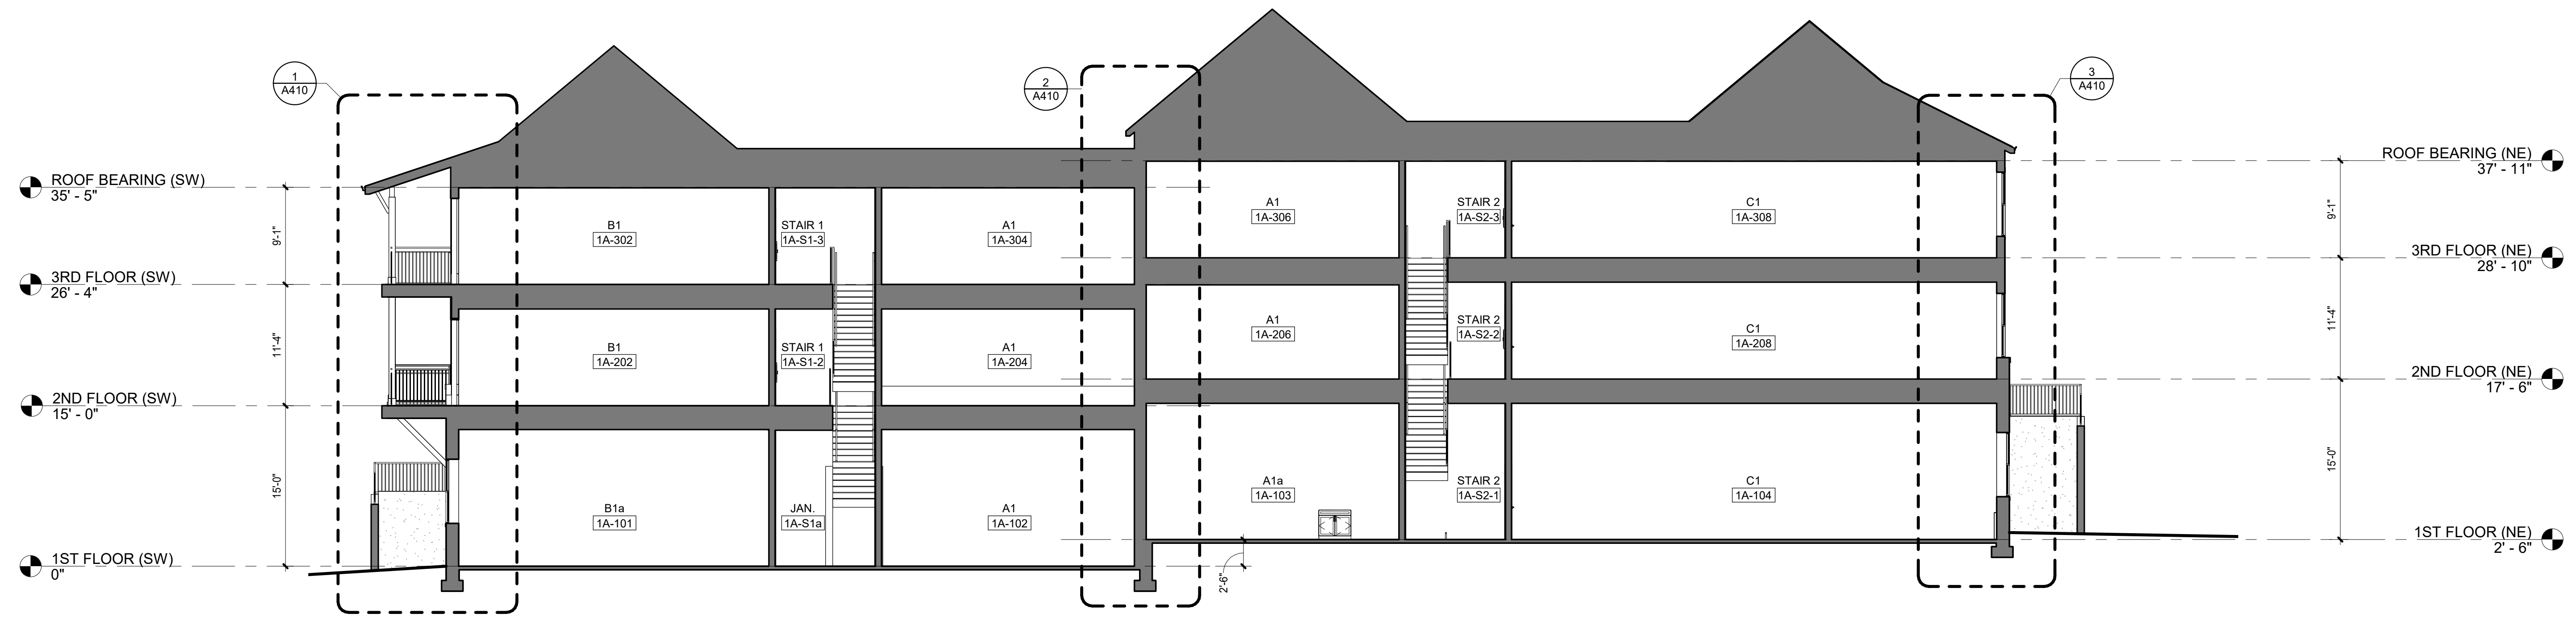 1
A410
2
A410
3
A410
ROOF BEARING (SW)
35' - 5"
ROOF BEARING (NE)
37' - 11"
9'-1"
B1
1A-302
STAIR 1
1A-S1-3
A1
1A-304
A1
1A-306
STAIR 2
1A-S2-3
C1
1A-308
9'-1"
3RD FLOOR (SW)
26' - 4"
3RD FLOOR (NE)
28' - 10"
11'-4"
B1
1A-202
STAIR 1
1A-S1-2
A1
1A-204
A1
1A-206
STAIR 2
1A-S2-2
C1
1A-208
11'-4"
2ND FLOOR (SW)
15' - 0"
2ND FLOOR (NE)
17' - 6"
15'-0"
B1a
1A-101
JAN.
1A-S1a
A1
1A-102
A1a
1A-103
STAIR 2
1A-S2-1
C1
1A-104
15'-0"
1ST FLOOR (SW)
0"
2'-6"
1ST FLOOR (NE)
2' - 6"